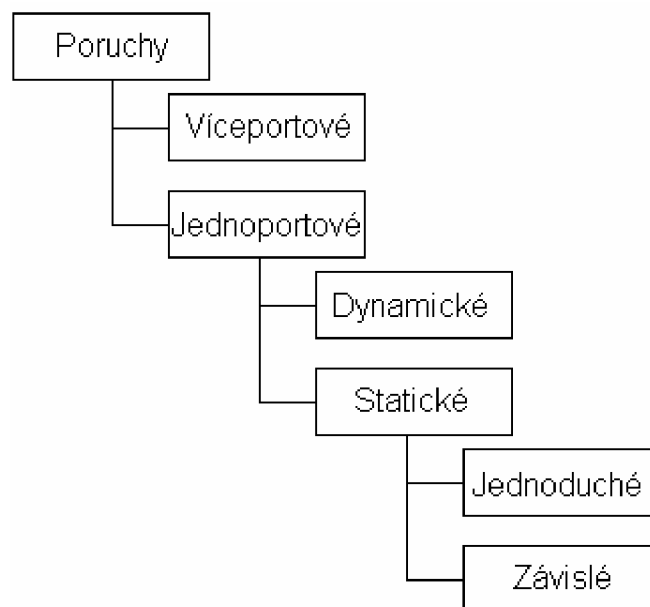 Poruchy
Víceportové
Jednoportové
Dynamické
Statické
Jednoduché
Závislé